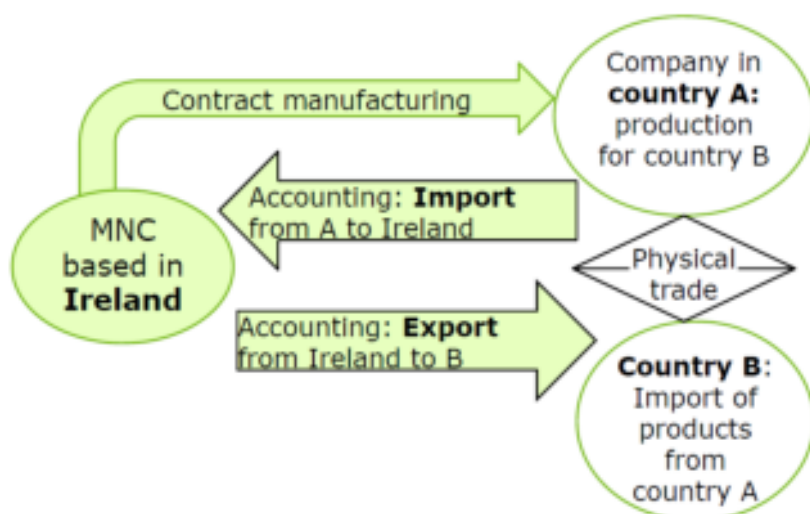 Contract manufacturing
Company in
country A:
production
for country B
Accounting: Import
from A to Ireland
MNC
based in
Ireland
Physical
trade
Accounting: Export
from Ireland to B
Country B:
Import of
products
from
country A